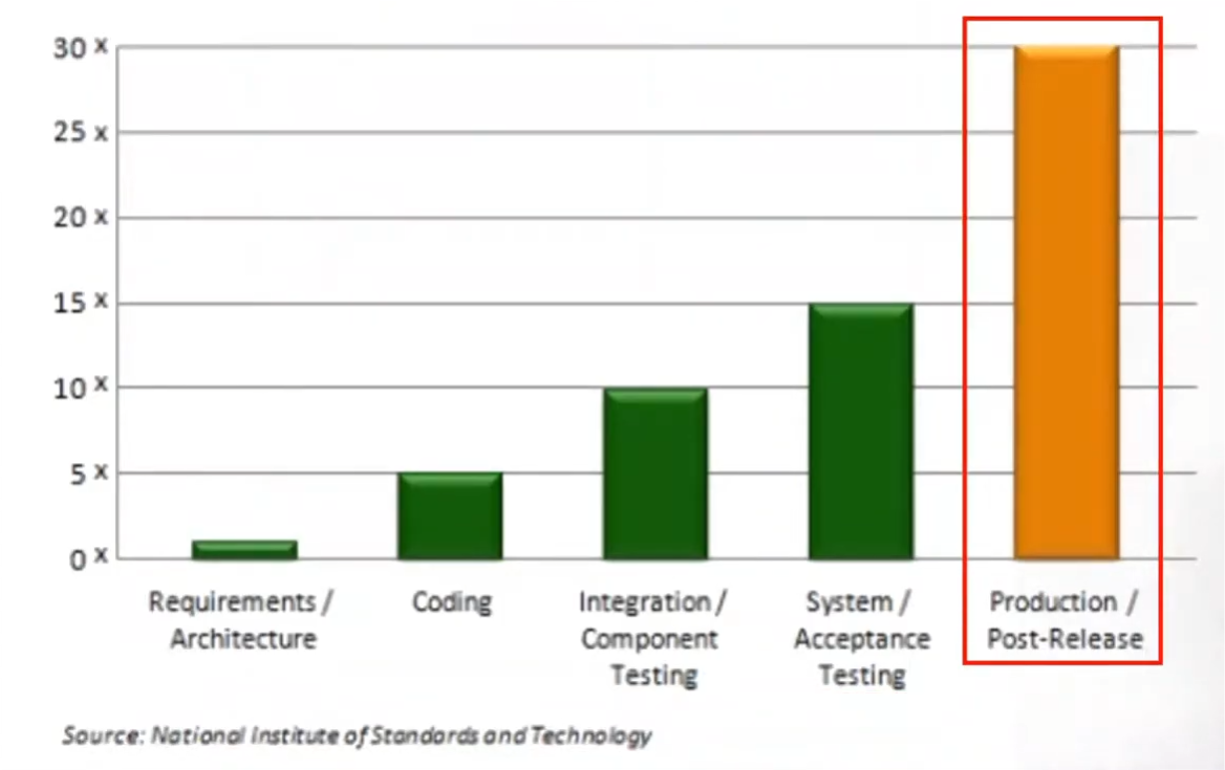 30 x
25 x
20 x
15 x
10 x
5 x
0 x
Requirements /
Architecture
Coding
Integration /
Component
Testing
System /
Acceptance
Testing
Production /
Post-Release
Source: National Institute of Standards and Technology